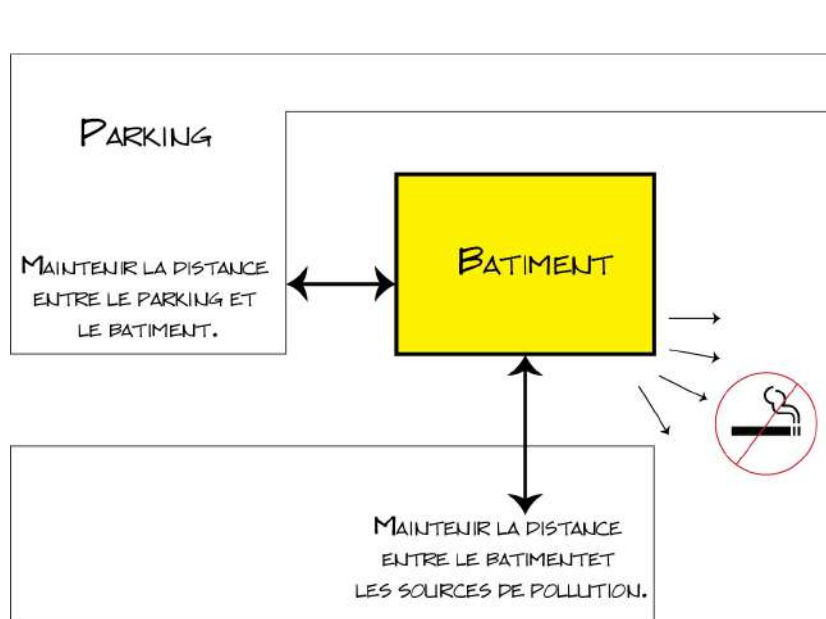 PARKING
MAINTENIR LA DISTANCE
ENTRE LE PARKING ET
LE BATIMENT.
BATIMENT
MAINTENIR LA DISTANCE
ENTRE LE BATIMENTET
LES SOURCES DE POLLUTION.